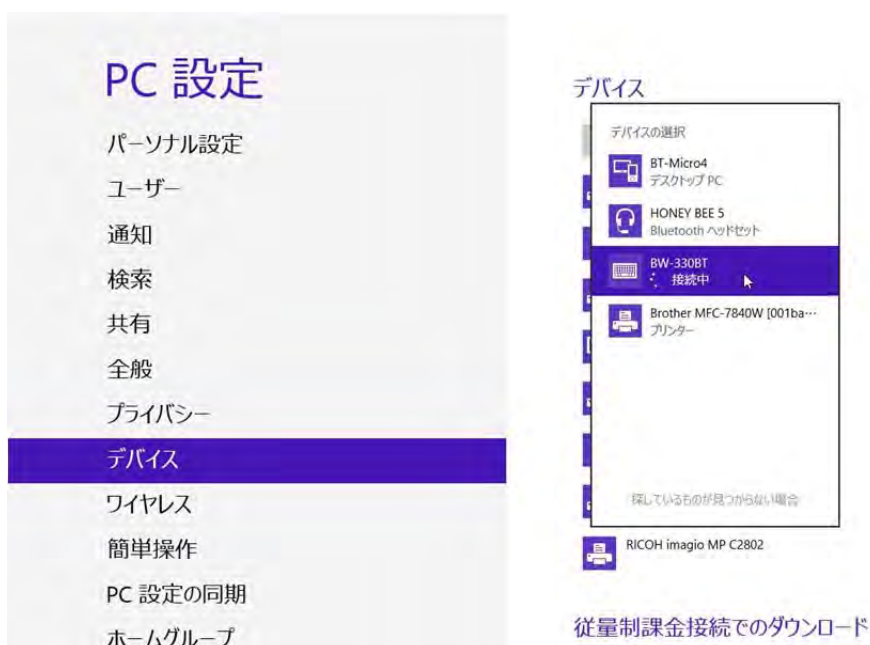 PC 設定
パーソナル設定
ユーザー
通知
検索
共有
全般
プライバシー
デバイス
ワイヤレス
簡単操作
PC 設定の同期
ホームグループ
デバイス
デバイスの選択
BT-Micro4
デスクトップ PC
HONEY BEE 5
Bluetooth ヘッドセット
BW-330BT
接続中
Brother MFC-7840W [001ba…
プリンター
探しているものが見つからない場合
RICOH imagio MP C2802
従量制課金接続でのダウンロード